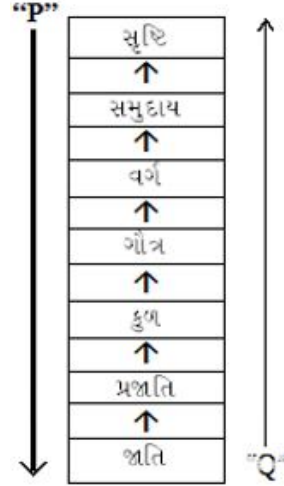 “P”
સૃષ્ટિ
સમુદાય
વર્ગ
ગૌત્ર
કુળ
પ્રજાતિ
જાતિ
“Q”